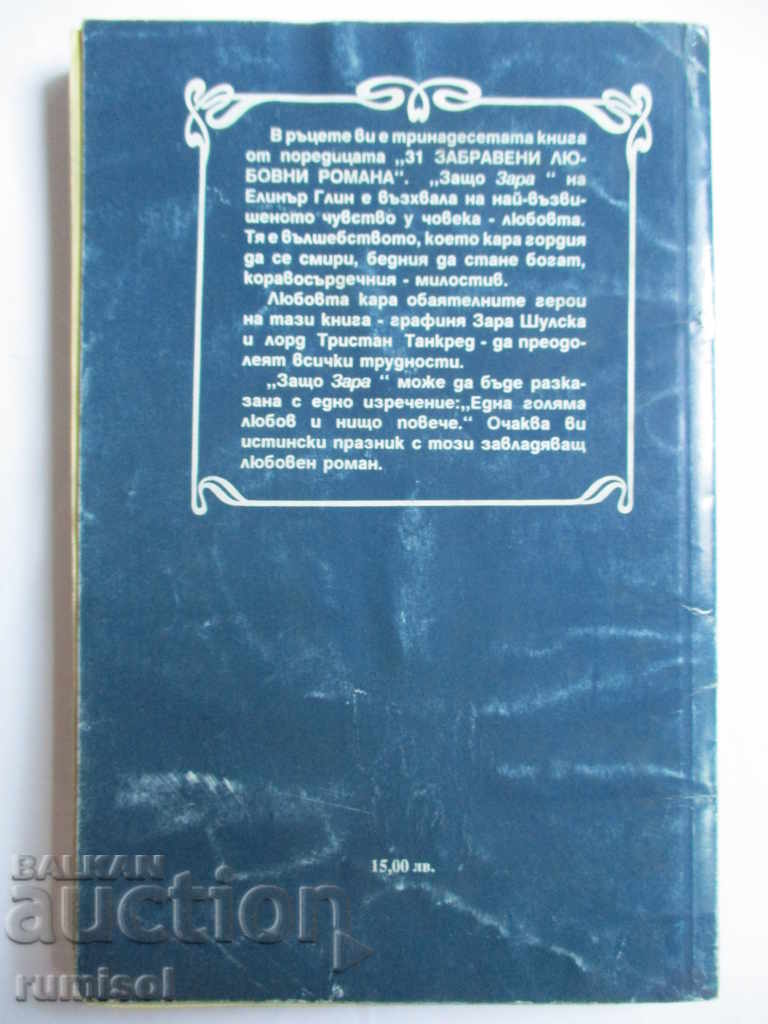 В ръцете ви е тринадесетата книга
от поредицата „31 ЗАБРАВЕНИ ЛЮ-
БОВНИ РОМАНА“. „Защо Зара “ на
Елинър Глин е възхвала на най-възви-
шеното чувство у човека - любовта.
Тя е вълшебството, което кара гордия
да се смири, бедния да стане богат,
коравосърдечния - милостив.
Любовта кара обаятелните герои
на тази книга - графиня Зара Шулска
и лорд Тристан Танкред - да преодо-
леят всички трудности.
„Защо Зара “ може да бъде разка-
зана с едно изречение:„Една голяма
любов и нищо повече.“ Очаква ви
истински празник с този завладяващ
любовен роман.
15,00 лв.
BALKAN
auction
rumisol